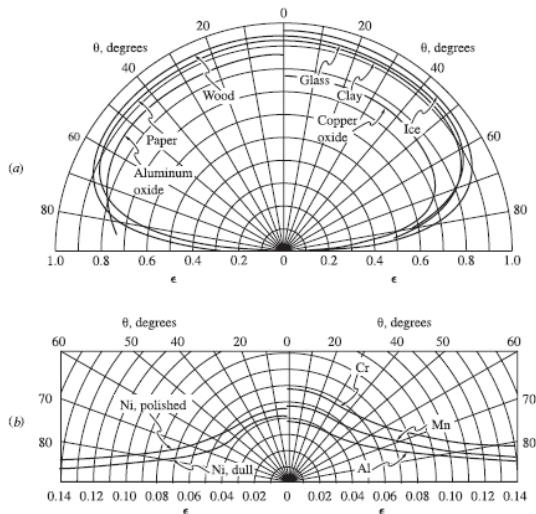 0
20
20
θ, degrees
θ, degrees
40
40
Glass
Wood
Clay
Copper
oxide
Ice
Paper
60
60
Aluminum
oxide
(a)
80
80
1.0 0.8 0.6 0.4 0.2 0 0.2 0.4 0.6 0.8 1.0
ϵ ϵ
θ, degrees θ, degrees
60 50 40 30 20 0 20 30 40 50 60
Cr
70 Ni, polished 70
(b)
Mn
80 80
Ni, dull Al
0.14 0.12 0.10 0.08 0.06 0.04 0.02 0 0.02 0.04 0.06 0.08 0.10 0.12 0.14
ϵ ϵ